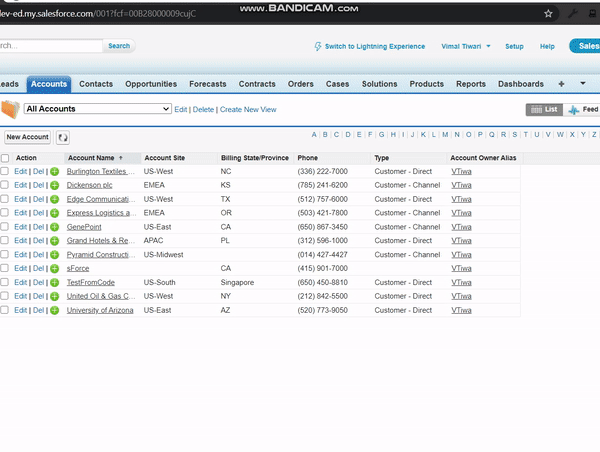 WWW.BANDICAM.COM
lev-ed.my.salesforce.com/001?fcf=00B28000009cujC
ch... Search Switch to Lightning Experience Vimal Tiwari Setup Help Sales
eads Accounts Contacts Opportunities Forecasts Contracts Orders Cases Solutions Products Reports Dashboards +
All Accounts Edit | Delete | Create New View List Feed
New Account A | B | C | D | E | F | G | H | I | J | K | L | M | N | O | P | Q | R | S | T | U | V | W | X | Y | Z
Action Account Name ↑ Account Site Billing State/Province Phone Type Account Owner Alias
Edit | Del | Burlington Textiles ... US-West NC (336) 222-7000 Customer - Direct VTiwa
Edit | Del | Dickenson plc EMEA KS (785) 241-6200 Customer - Channel VTiwa
Edit | Del | Edge Communicati... US-West TX (512) 757-6000 Customer - Direct VTiwa
Edit | Del | Express Logistics a... EMEA OR (503) 421-7800 Customer - Channel VTiwa
Edit | Del | GenePoint US-East CA (650) 867-3450 Customer - Channel VTiwa
Edit | Del | Grand Hotels & Re... APAC PL (312) 596-1000 Customer - Direct VTiwa
Edit | Del | Pyramid Constructi... US-Midwest (014) 427-4427 Customer - Channel VTiwa
Edit | Del | sForce CA (415) 901-7000 VTiwa
Edit | Del | TestFromCode US-South Singapore (650) 450-8810 Customer - Direct VTiwa
Edit | Del | United Oil & Gas C... US-West NY (212) 842-5500 Customer - Direct VTiwa
Edit | Del | University of Arizona US-East AZ (520) 773-9050 Customer - Direct VTiwa